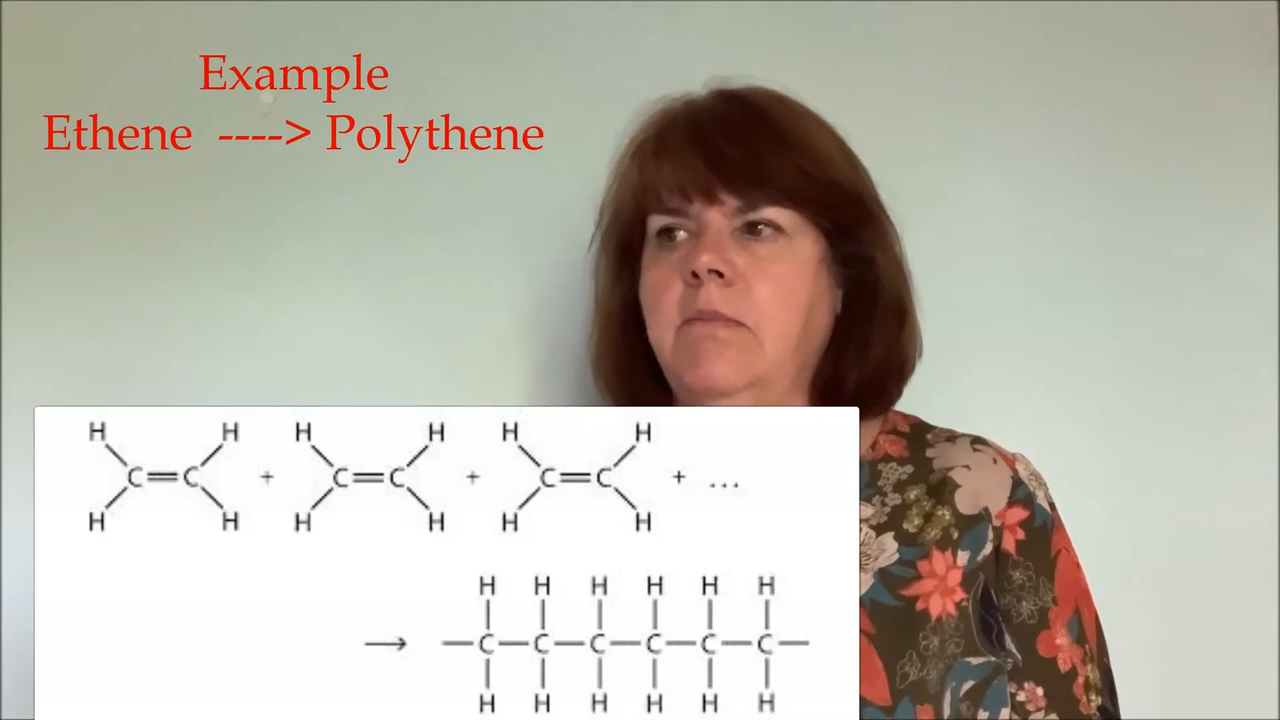 Example
Ethene ----> Polythene
H H H H H H
C=C + C=C + C=C + ...
H H H H H H
H H H H H H
→ —C—C—C—C—C—C—
H H H H H H